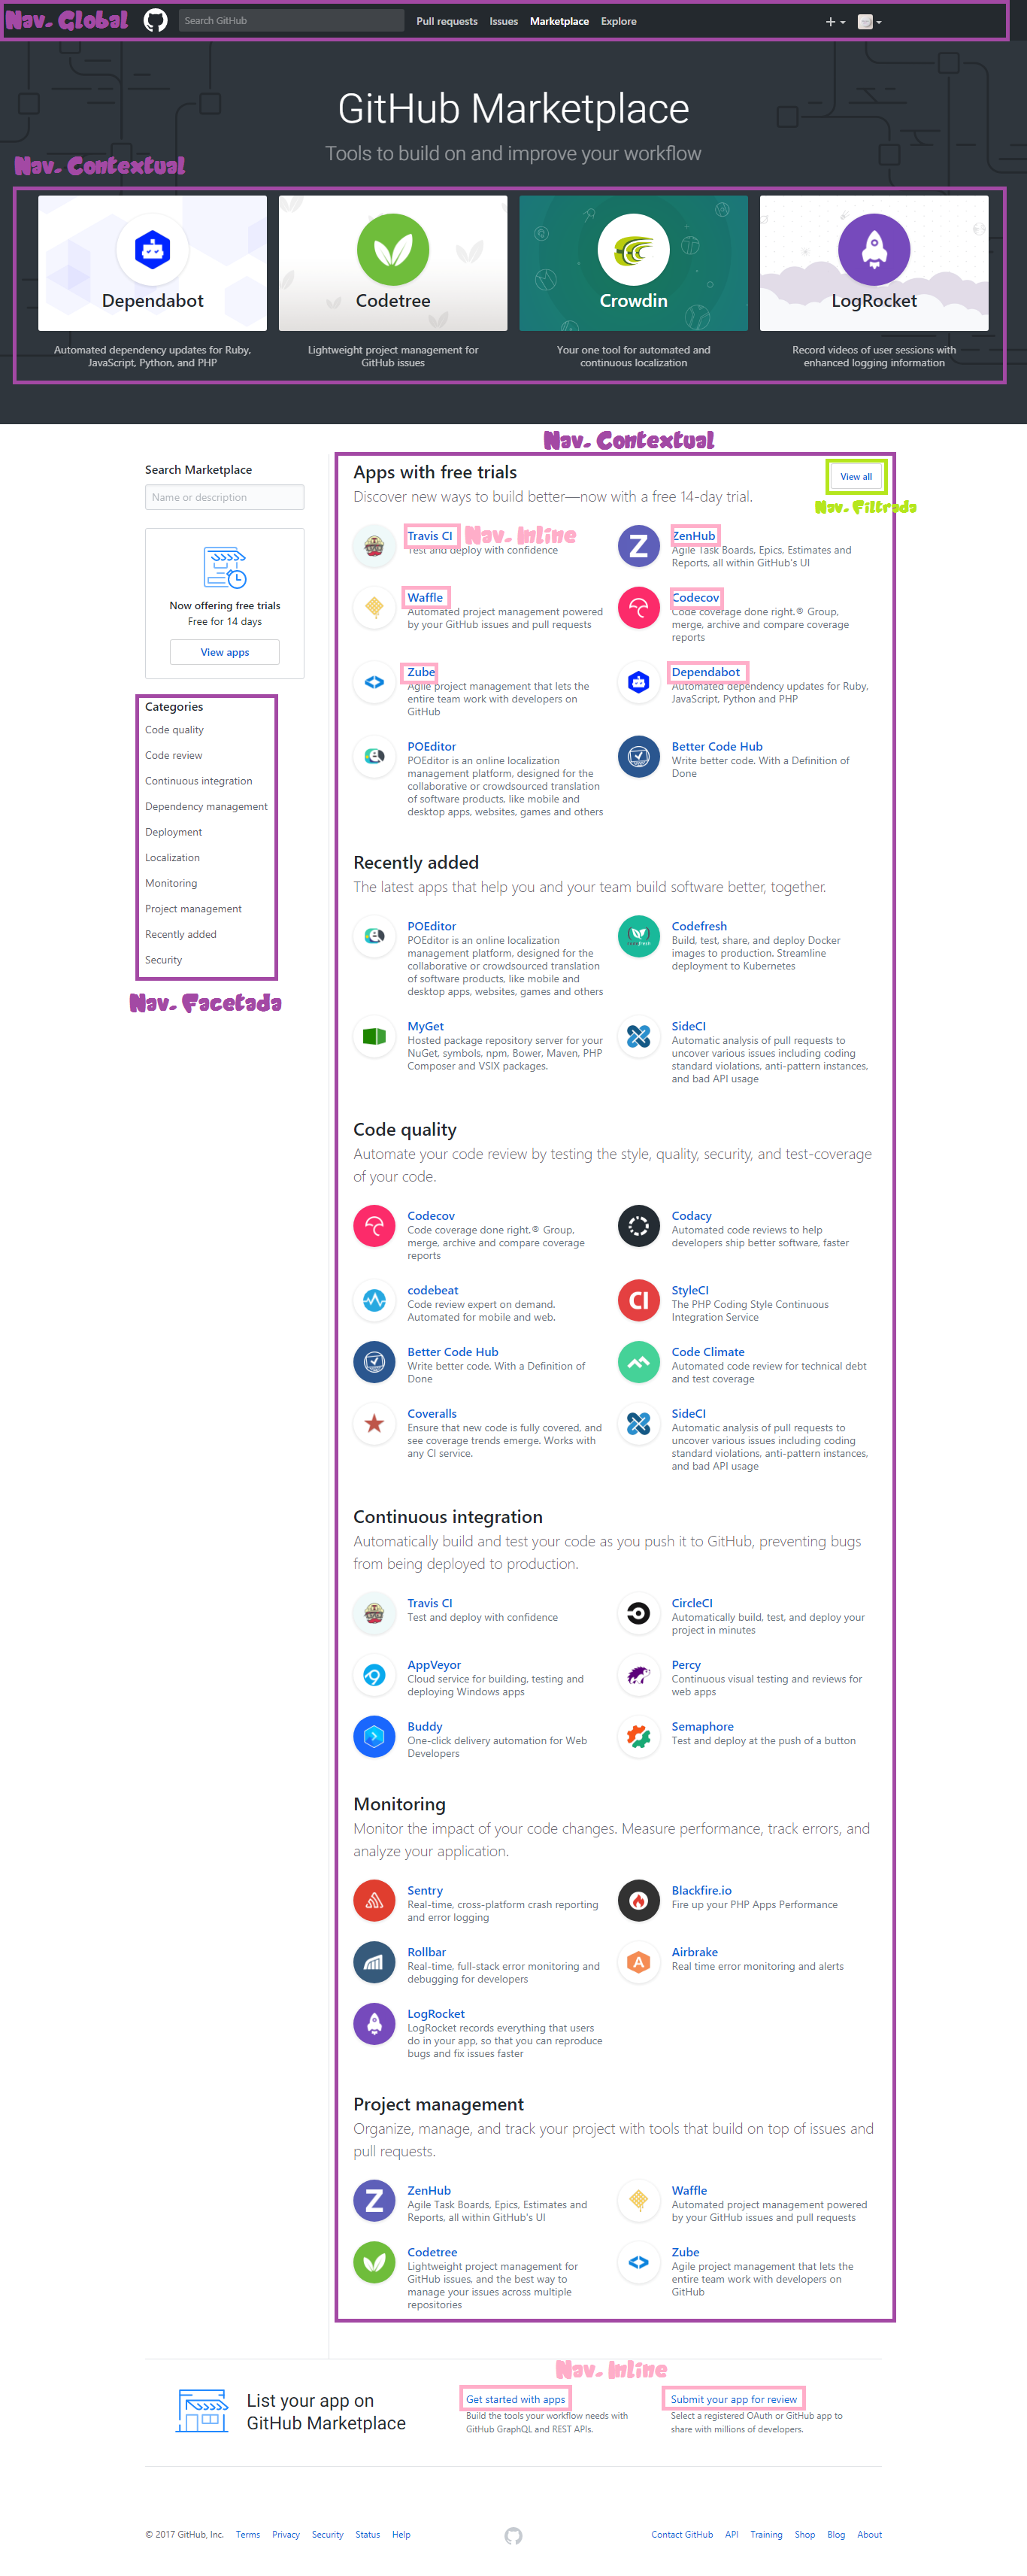 Nav. Global
Search GitHub
Pull requests Issues Marketplace Explore
GitHub Marketplace
Tools to build on and improve your workflow
Nav. Contextual
Dependabot
Automated dependency updates for Ruby,
JavaScript, Python, and PHP
Codetree
Lightweight project management for
GitHub issues
Crowdin
Your one tool for automated and
continuous localization
LogRocket
Record videos of user sessions with
enhanced logging information
Search Marketplace
Name or description
Now offering free trials
Free for 14 days
View apps
Categories
Code quality
Code review
Continuous integration
Dependency management
Deployment
Localization
Monitoring
Project management
Recently added
Security
Nav. Facetada
Nav. Contextual
Apps with free trials
View all
Nav. Filtrada
Discover new ways to build better—now with a free 14-day trial.
Travis CI
Nav. Inline
Test and deploy with confidence
ZenHub
Agile Task Boards, Epics, Estimates and
Reports, all within GitHub's UI
Waffle
Automated project management powered
by your GitHub issues and pull requests
Codecov
Code coverage done right.® Group,
merge, archive and compare coverage
reports
Zube
Agile project management that lets the
entire team work with developers on
GitHub
Dependabot
Automated dependency updates for Ruby,
JavaScript, Python and PHP
POEditor
POEditor is an online localization
management platform, designed for the
collaborative or crowdsourced translation
of software products, like mobile and
desktop apps, websites, games and others
Better Code Hub
Write better code. With a Definition of
Done
Recently added
The latest apps that help you and your team build software better, together.
POEditor
POEditor is an online localization
management platform, designed for the
collaborative or crowdsourced translation
of software products, like mobile and
desktop apps, websites, games and others
Codefresh
Build, test, share, and deploy Docker
images to production. Streamline
deployment to Kubernetes
MyGet
Hosted package repository server for your
NuGet, symbols, npm, Bower, Maven, PHP
Composer and VSIX packages.
SideCI
Automatic analysis of pull requests to
uncover various issues including coding
standard violations, anti-pattern instances,
and bad API usage
Code quality
Automate your code review by testing the style, quality, security, and test-coverage
of your code.
Codecov
Code coverage done right.® Group,
merge, archive and compare coverage
reports
Codacy
Automated code reviews to help
developers ship better software, faster
codebeat
Code review expert on demand.
Automated for mobile and web.
CI
StyleCI
The PHP Coding Style Continuous
Integration Service
Better Code Hub
Write better code. With a Definition of
Done
Code Climate
Automated code review for technical debt
and test coverage
Coveralls
Ensure that new code is fully covered, and
see coverage trends emerge. Works with
any CI service.
SideCI
Automatic analysis of pull requests to
uncover various issues including coding
standard violations, anti-pattern instances,
and bad API usage
Continuous integration
Automatically build and test your code as you push it to GitHub, preventing bugs
from being deployed to production.
Travis CI
Test and deploy with confidence
CircleCI
Automatically build, test, and deploy your
project in minutes
AppVeyor
Cloud service for building, testing and
deploying Windows apps
Percy
Continuous visual testing and reviews for
web apps
Buddy
One-click delivery automation for Web
Developers
Semaphore
Test and deploy at the push of a button
Monitoring
Monitor the impact of your code changes. Measure performance, track errors, and
analyze your application.
Sentry
Real-time, cross-platform crash reporting
and error logging
Blackfire.io
Fire up your PHP Apps Performance
Rollbar
Real-time, full-stack error monitoring and
debugging for developers
Airbrake
Real time error monitoring and alerts
LogRocket
LogRocket records everything that users
do in your app, so that you can reproduce
bugs and fix issues faster
Project management
Organize, manage, and track your project with tools that build on top of issues and
pull requests.
ZenHub
Agile Task Boards, Epics, Estimates and
Reports, all within GitHub's UI
Waffle
Automated project management powered
by your GitHub issues and pull requests
Codetree
Lightweight project management for
GitHub issues, and the best way to
manage your issues across multiple
repositories
Zube
Agile project management that lets the
entire team work with developers on
GitHub
Nav. Inline
List your app on
GitHub Marketplace
Get started with apps
Build the tools your workflow needs with
GitHub GraphQL and REST APIs.
Submit your app for review
Select a registered OAuth or GitHub app to
share with millions of developers.
© 2017 GitHub, Inc. Terms Privacy Security Status Help
Contact GitHub API Training Shop Blog About